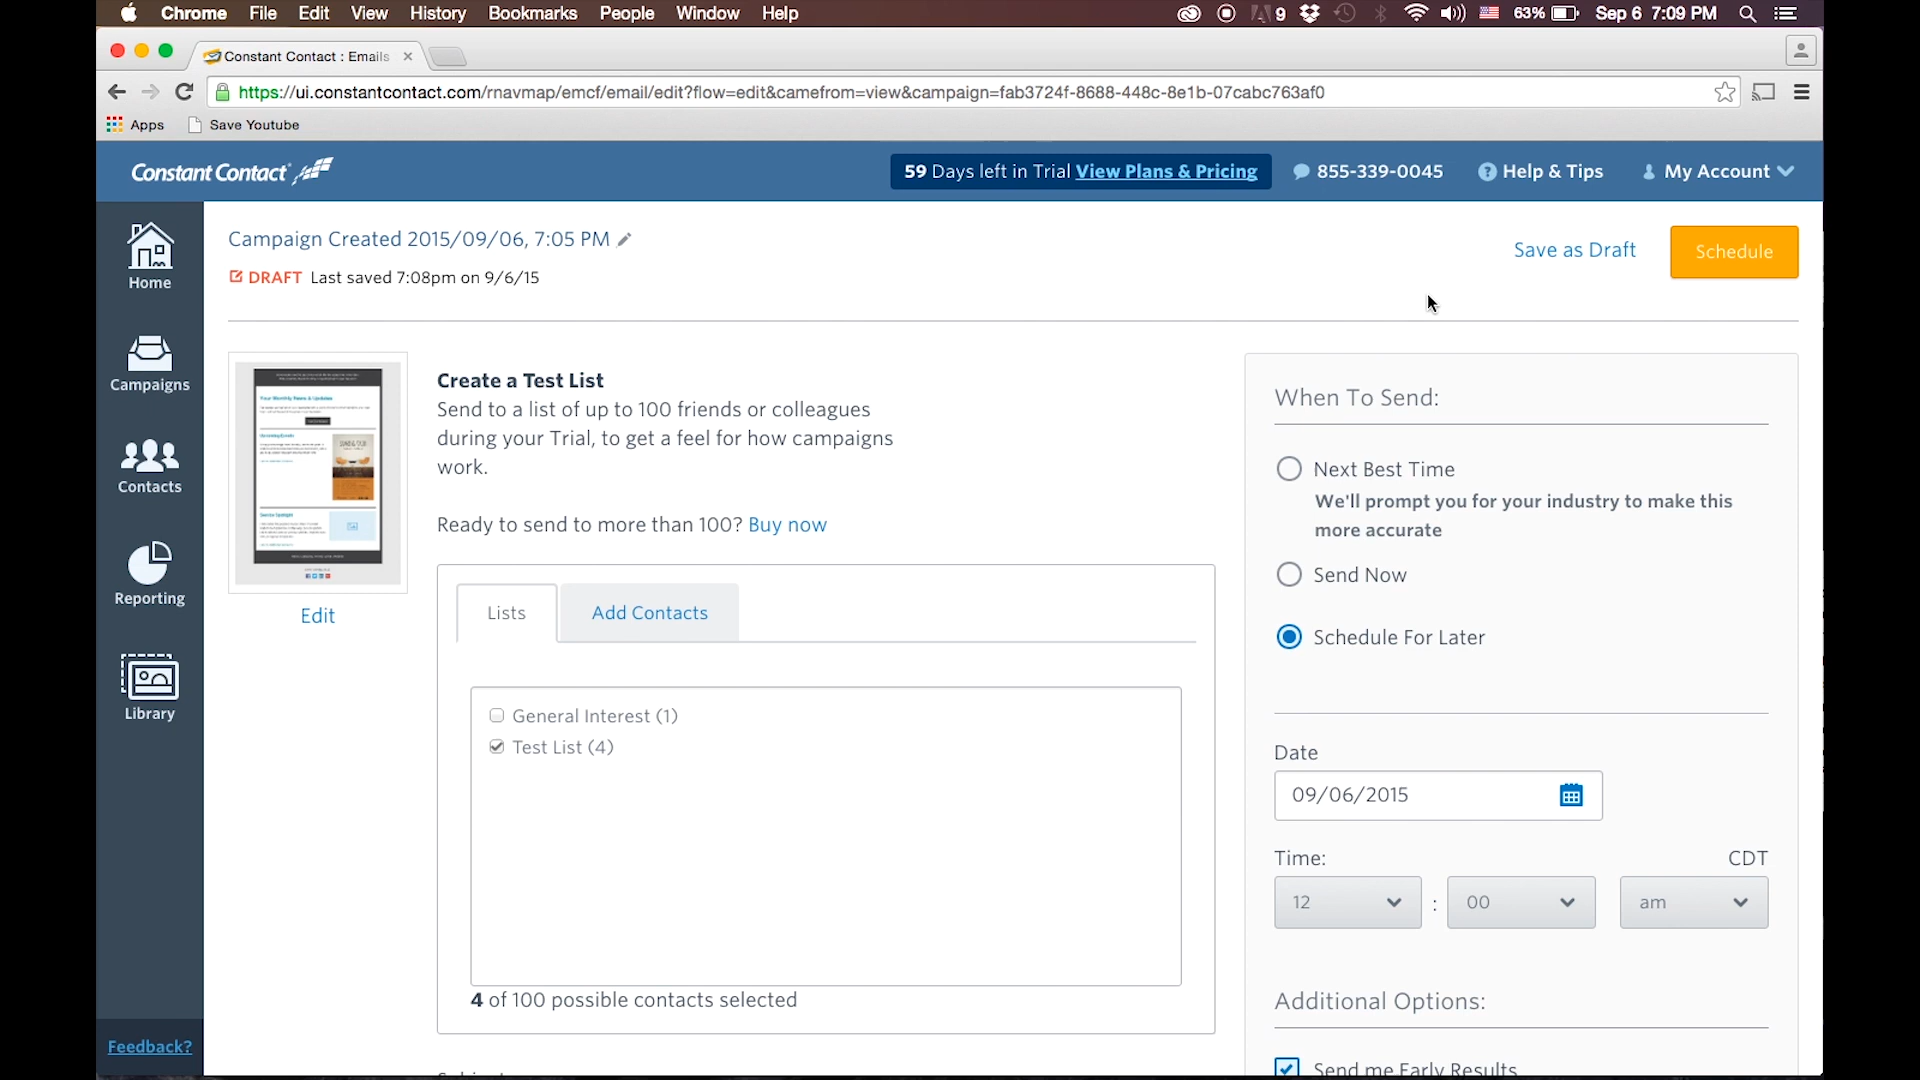 Chrome File Edit View History Bookmarks People Window Help 9 63% Sep 6 7:09 PM
Constant Contact : Emails
https://ui.constantcontact.com/rnavmap/emcf/email/edit?flow=edit&camefrom=view&campaign=fab3724f-8688-448c-8e1b-07cabc763af0
Apps Save Youtube
Constant Contact 59 Days left in Trial View Plans & Pricing 855-339-0045 Help & Tips My Account
Home
Campaigns
Contacts
Reporting
Library
Feedback?
Campaign Created 2015/09/06, 7:05 PM
DRAFT Last saved 7:08pm on 9/6/15
Save as Draft Schedule
Your Monthly News & Updates
Edit
Create a Test List
Send to a list of up to 100 friends or colleagues
during your Trial, to get a feel for how campaigns
work.
Ready to send to more than 100? Buy now
Lists Add Contacts
General Interest (1)
Test List (4)
4 of 100 possible contacts selected
When To Send:
Next Best Time
We'll prompt you for your industry to make this
more accurate
Send Now
Schedule For Later
Date
09/06/2015
Time: CDT
12 : 00 am
Additional Options:
Send me Early Results